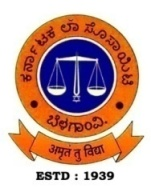 ಕರ್ನಾಟಕ ಲಾ ಸೊಸಾಯಿಟಿ
ಬೆಳಗಾಂವಿ.
अमृतं तु विद्या
ESTD : 1939